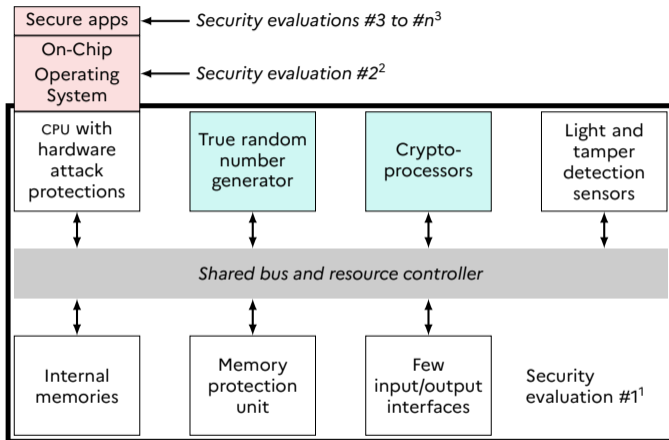 Secure apps
Security evaluations #3 to #n³
On-Chip
Operating
System
Security evaluation #2²
CPU with
hardware
attack
protections
True random
number
generator
Crypto-
processors
Light and
tamper
detection
sensors
Shared bus and resource controller
Internal
memories
Memory
protection
unit
Few
input/output
interfaces
Security
evaluation #1¹